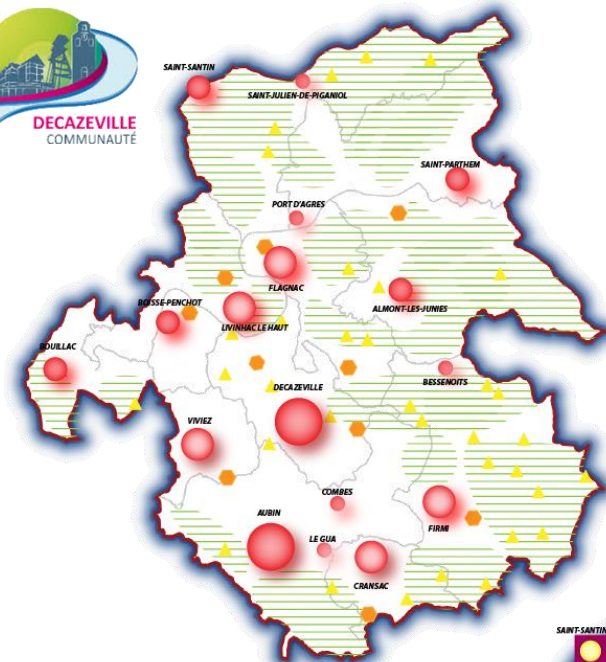 DECAZEVILLE
COMMUNAUTÉ
SAINT-SANTIN
SAINT-JULIEN-DE-PIGANIOL
SAINT-PARTHEM
PORT D'AGRES
FLAGNAC
ALMONT-LES-JUNIES
BOISSE-PENCHOT
LIVINHAC LE HAUT
BOUILLAC
BESSENOITS
DECAZEVILLE
VIVIEZ
COMBES
AUBIN
LE GUA
FIRMI
CRANSAC
SAINT-SANTIN